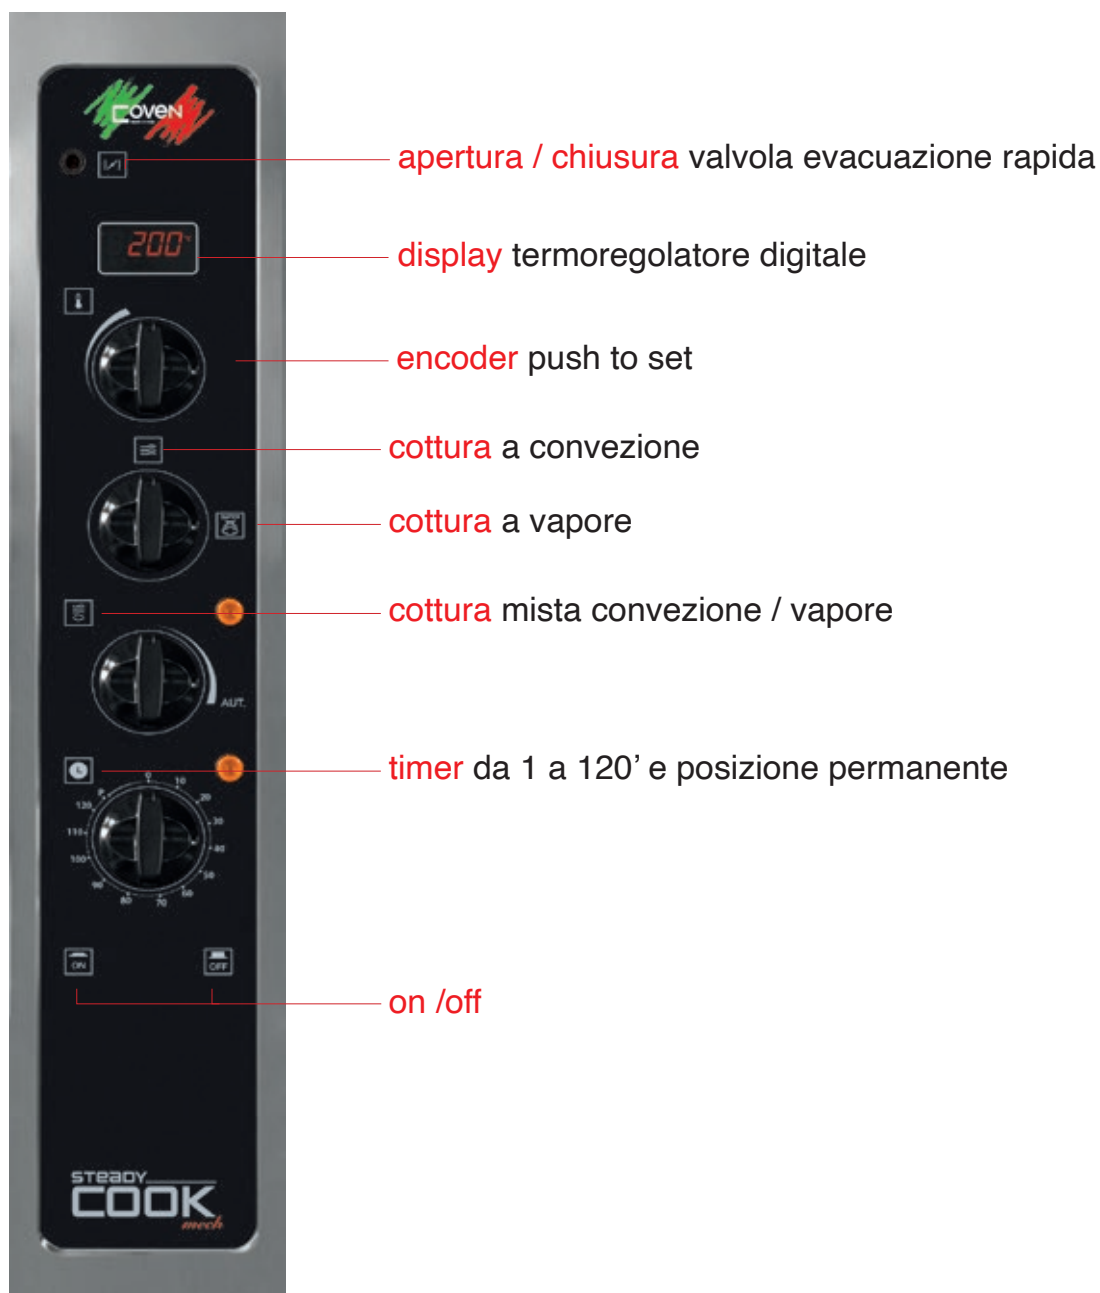 COVEN
apertura / chiusura valvola evacuazione rapida
200°
display termoregolatore digitale
encoder push to set
cottura a convezione
cottura a vapore
cottura mista convezione / vapore
AUT.
timer da 1 a 120’ e posizione permanente
0
10
20
30
40
50
60
70
80
90
100
110
120
P
ON
OFF
on /off
STEADY
COOK
mech